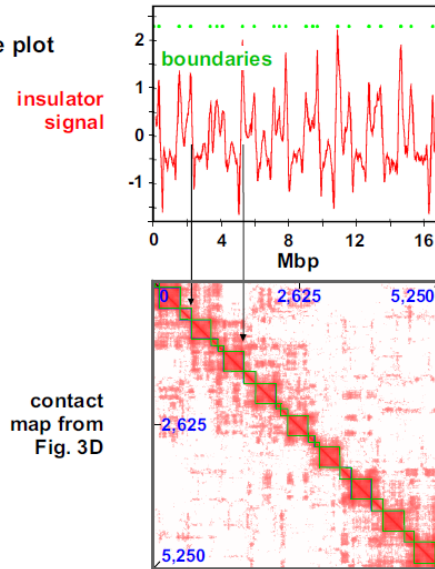 e plot
boundaries
insulator
signal
2
1
0
-1
0 4 8 12 16
Mbp
0 2,625 5,250
2,625
5,250
contact
map from
Fig. 3D